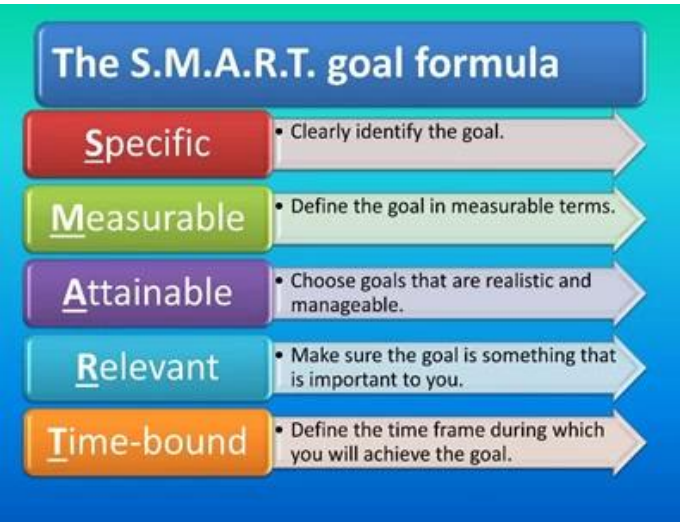 The S.M.A.R.T. goal formula
Specific
• Clearly identify the goal.
Measurable
• Define the goal in measurable terms.
Attainable
• Choose goals that are realistic and
manageable.
Relevant
• Make sure the goal is something that
is important to you.
Time-bound
• Define the time frame during which
you will achieve the goal.